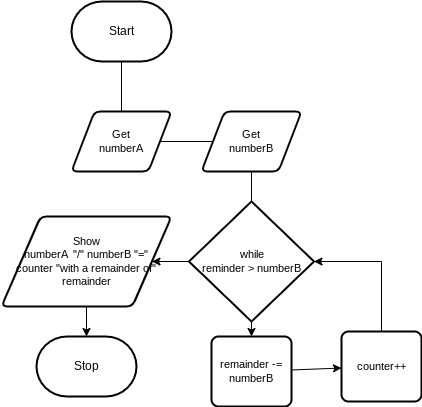 Start
Get
numberA
Get
numberB
while
reminder > numberB
Show
numberA "/" numberB "="
counter "with a remainder of"
remainder
Stop
remainder -=
numberB
counter++